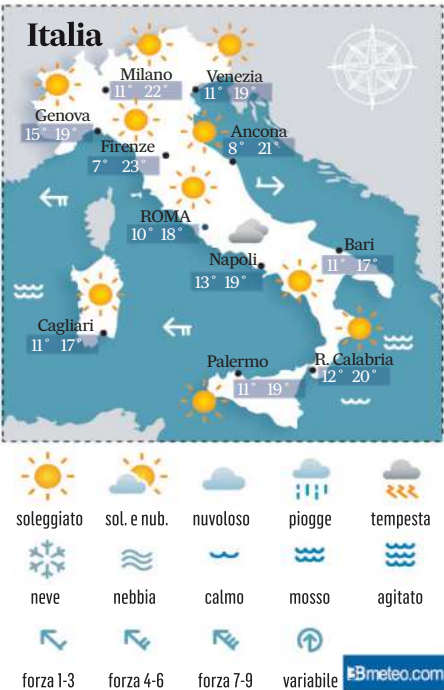 Italia
Milano
11° 22°
Venezia
11° 19°
Genova
15° 19°
Ancona
8° 21°
Firenze
7° 23°
ROMA
10° 18°
Bari
11° 17°
Napoli
13° 19°
Cagliari
11° 17°
Palermo
11° 19°
R. Calabria
12° 20°
soleggiato sol. e nub. nuvoloso piogge tempesta
neve nebbia calmo mosso agitato
forza 1-3 forza 4-6 forza 7-9 variabile
3Bmeteo.com